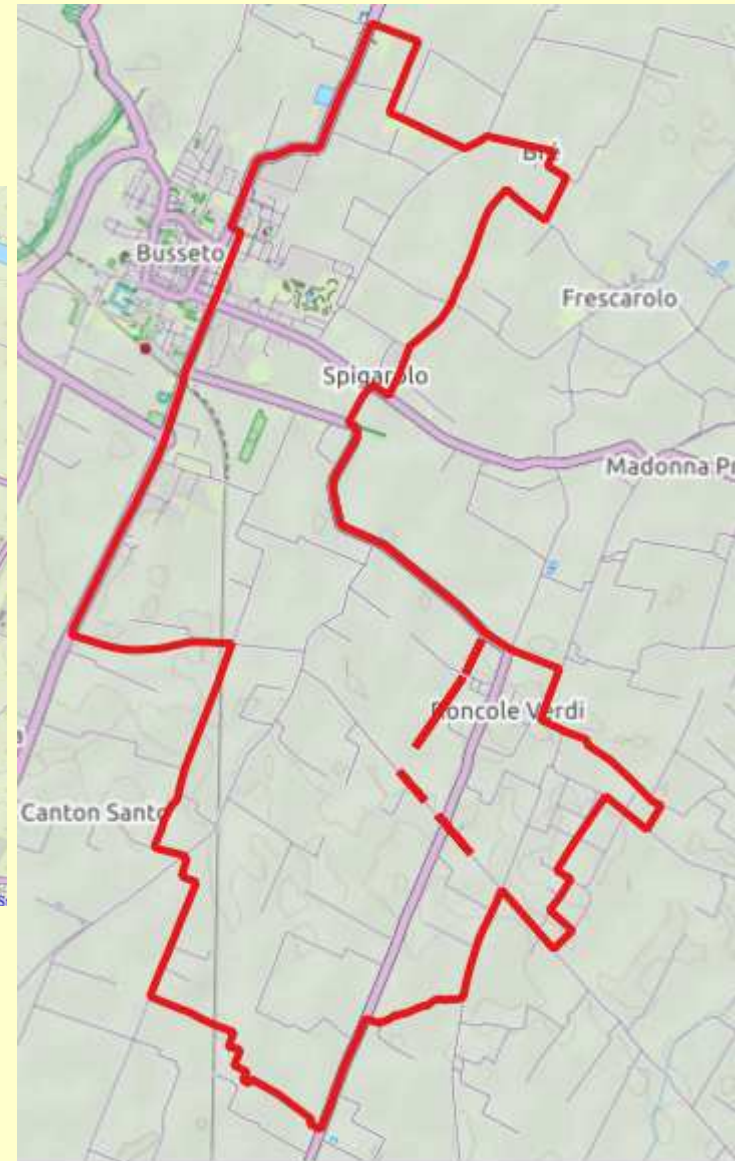 Busseto
Frescarolo
Spigarolo
Madonna Pr
Roncole Verdi
Canton Santo